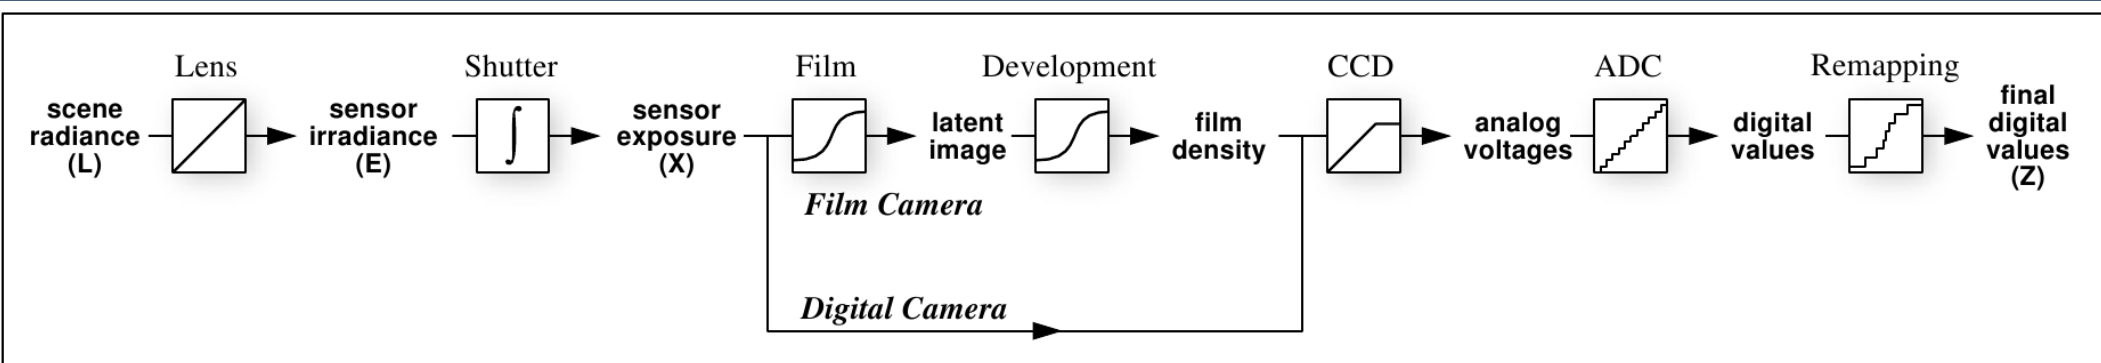 Lens
Shutter
Film
Development
CCD
ADC
Remapping
scene
radiance
(L)
sensor
irradiance
(E)
sensor
exposure
(X)
latent
image
film
density
analog
voltages
digital
values
final
digital
values
(Z)
Film Camera
Digital Camera